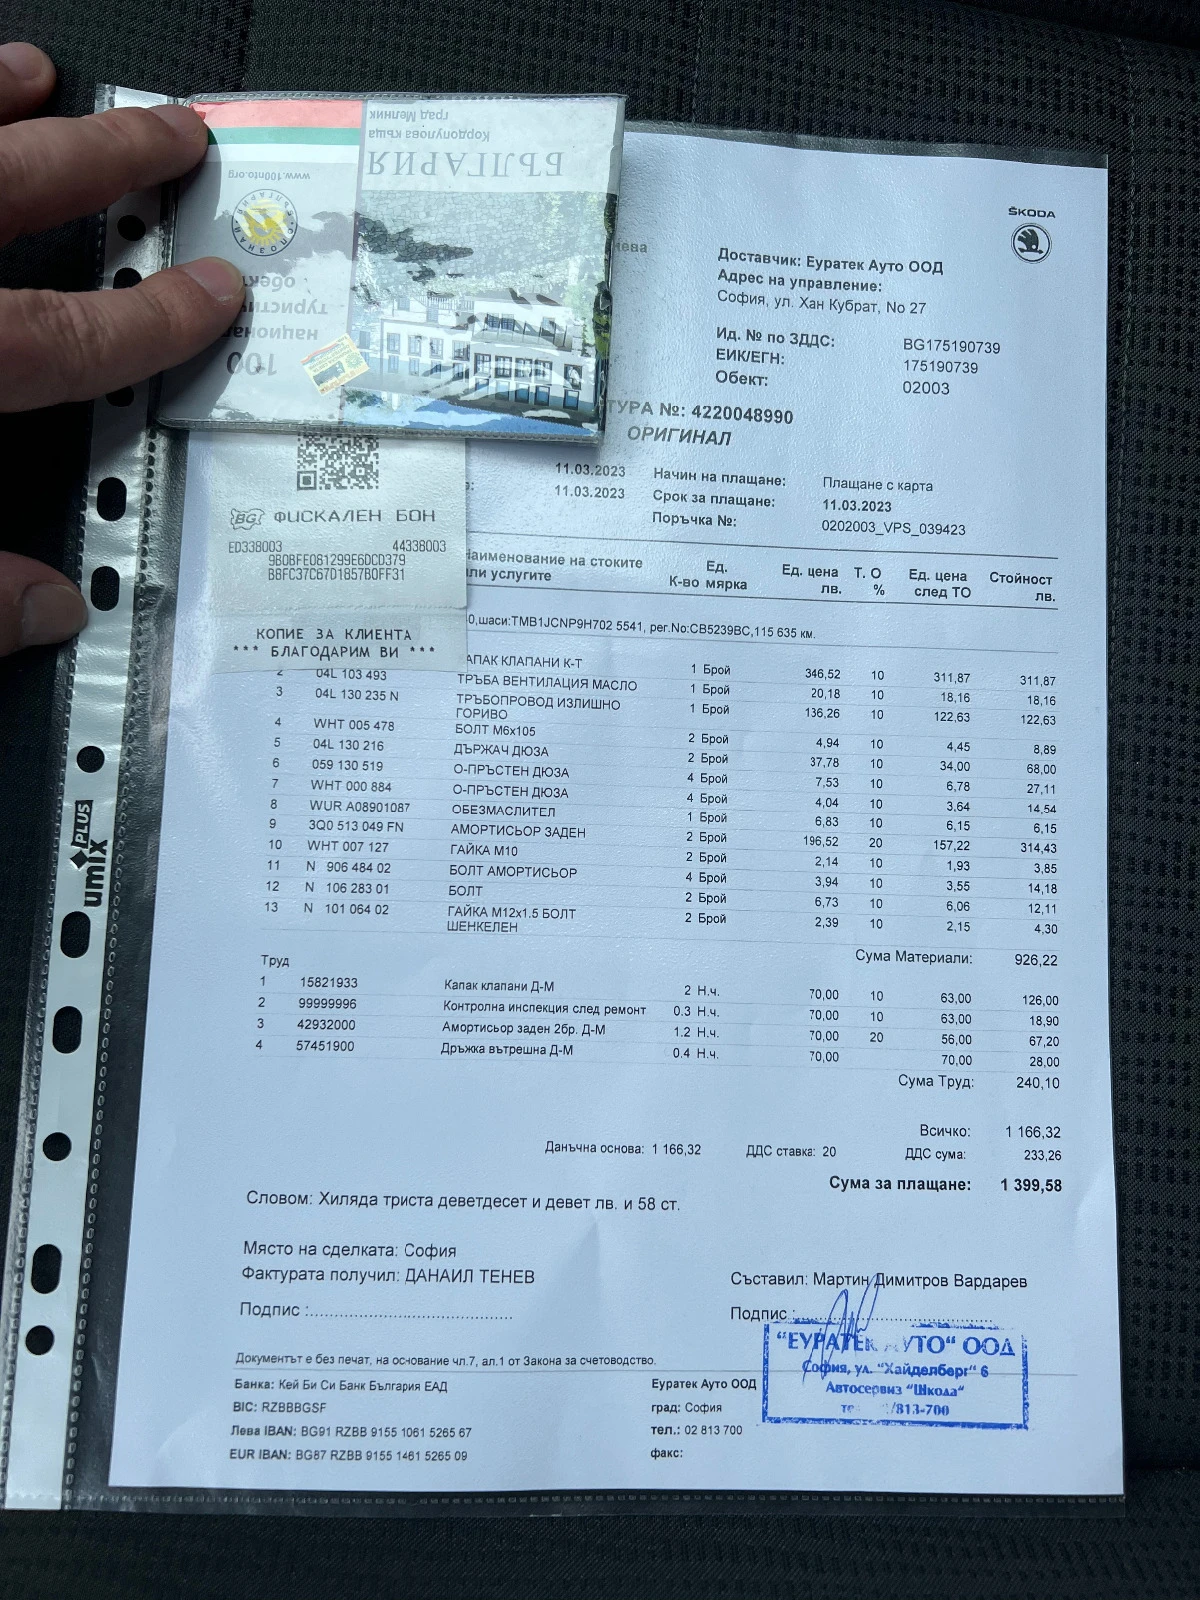 град Мелник
Кордопулова къща
БЪЛГАРИЯ
www.100nto.org
100
ŠKODA
Доставчик: Еуратек Ауто ООД
Адрес на управление:
София, ул. Хан Кубрат, No 27
Ид. № по ЗДДС: BG175190739
ЕИК/ЕГН: 175190739
Обект: 02003
ТУРА №: 4220048990
ОРИГИНАЛ
11.03.2023 Начин на плащане: Плащане с карта
11.03.2023 Срок за плащане: 11.03.2023
Поръчка №: 0202003_VPS_039423
BG ФИСКАЛЕН БОН
ED338003 44338003
9B0BFE081299E6DCD379
BBFC37C67D1857B0FF31
КОПИЕ ЗА КЛИЕНТА
*** БЛАГОДАРИМ ВИ ***
Наименование на стоките или услугите К-во Ед. мярка Ед. цена лв. Т. О % Ед. цена след ТО Стойност лв.
0,шаси:TMB1JCNP9H702 5541, рег.No:CB5239BC,115 635 км.
АПАК КЛАПАНИ К-Т 1 Брой 346,52 10 311,87 311,87
2 04L 103 493 ТРЪБА ВЕНТИЛАЦИЯ МАСЛО 1 Брой 20,18 10 18,16 18,16
3 04L 130 235 N ТРЪБОПРОВОД ИЗЛИШНО ГОРИВО 1 Брой 136,26 10 122,63 122,63
4 WHT 005 478 БОЛТ М6х105 2 Брой 4,94 10 4,45 8,89
5 04L 130 216 ДЪРЖАЧ ДЮЗА 2 Брой 37,78 10 34,00 68,00
6 059 130 519 О-ПРЪСТЕН ДЮЗА 4 Брой 7,53 10 6,78 27,11
7 WHT 000 884 О-ПРЪСТЕН ДЮЗА 4 Брой 4,04 10 3,64 14,54
8 WUR A08901087 ОБЕЗМАСЛИТЕЛ 1 Брой 6,83 10 6,15 6,15
9 3Q0 513 049 FN АМОРТИСЬОР ЗАДЕН 2 Брой 196,52 20 157,22 314,43
10 WHT 007 127 ГАЙКА М10 2 Брой 2,14 10 1,93 3,85
11 N 906 484 02 БОЛТ АМОРТИСЬОР 4 Брой 3,94 10 3,55 14,18
12 N 106 283 01 БОЛТ 2 Брой 6,73 10 6,06 12,11
13 N 101 064 02 ГАЙКА М12х1.5 БОЛТ ШЕНКЕЛЕН 2 Брой 2,39 10 2,15 4,30
Сума Материали: 926,22
Труд
1 15821933 Капак клапани Д-М 2 Н.ч. 70,00 10 63,00 126,00
2 99999996 Контролна инспекция след ремонт 0.3 Н.ч. 70,00 10 63,00 18,90
3 42932000 Амортисьор заден 2бр. Д-М 1.2 Н.ч. 70,00 20 56,00 67,20
4 57451900 Дръжка вътрешна Д-М 0.4 Н.ч. 70,00 70,00 28,00
Сума Труд: 240,10
Всичко: 1 166,32
Данъчна основа: 1 166,32 ДДС ставка: 20 ДДС сума: 233,26
Сума за плащане: 1 399,58
Словом: Хиляда триста деветдесет и девет лв. и 58 ст.
Място на сделката: София
Фактурата получил: ДАНАИЛ ТЕНЕВ
Съставил: Мартин Димитров Вардарев
Подпис :
Подпис :
"ЕУРАТЕК АУТО" ООД
София, ул. "Хайделберг" 6
Автосервиз "Шкода"
/813-700
Документът е без печат, на основание чл.7, ал.1 от Закона за счетоводство.
Банка: Кей Би Си Банк България ЕАД
BIC: RZBBBGSF
Лева IBAN: BG91 RZBB 9155 1061 5265 67
EUR IBAN: BG87 RZBB 9155 1461 5265 09
Еуратек Ауто ООД
град: София
тел.: 02 813 700
факс:
umix PLUS